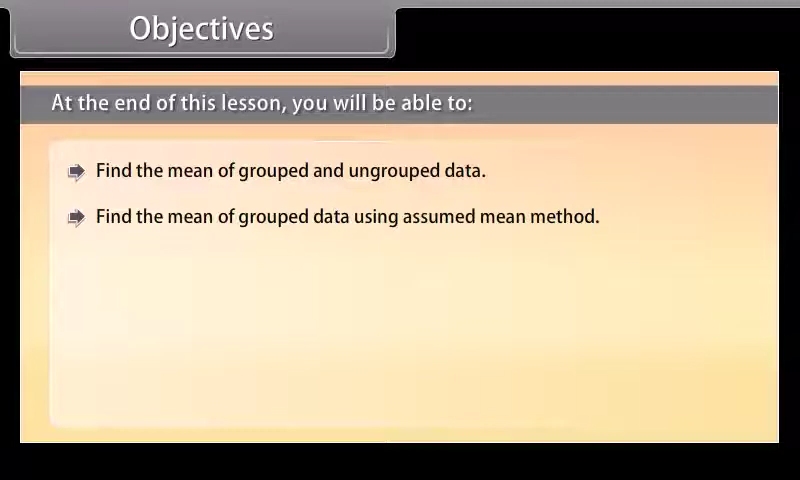 Objectives
At the end of this lesson, you will be able to:
Find the mean of grouped and ungrouped data.
Find the mean of grouped data using assumed mean method.